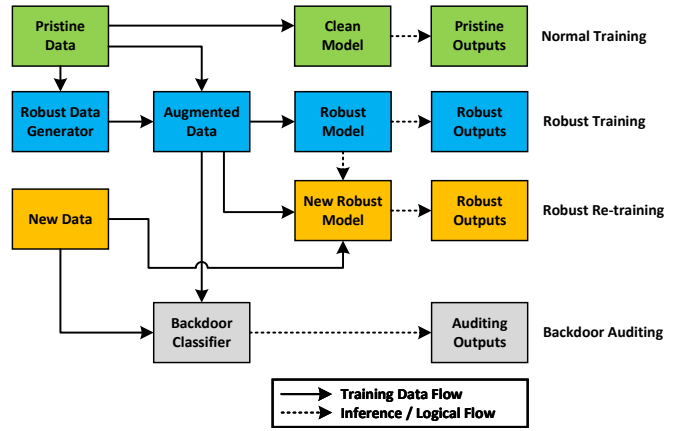 Pristine
Data
Clean
Model
Pristine
Outputs
Normal Training
Robust Data
Generator
Augmented
Data
Robust
Model
Robust Outputs
Robust Training
New Data
New Robust
Model
Robust
Outputs
Robust Re-training
Backdoor
Classifier
Auditing
Outputs
Backdoor Auditing
Training Data Flow
Inference / Logical Flow